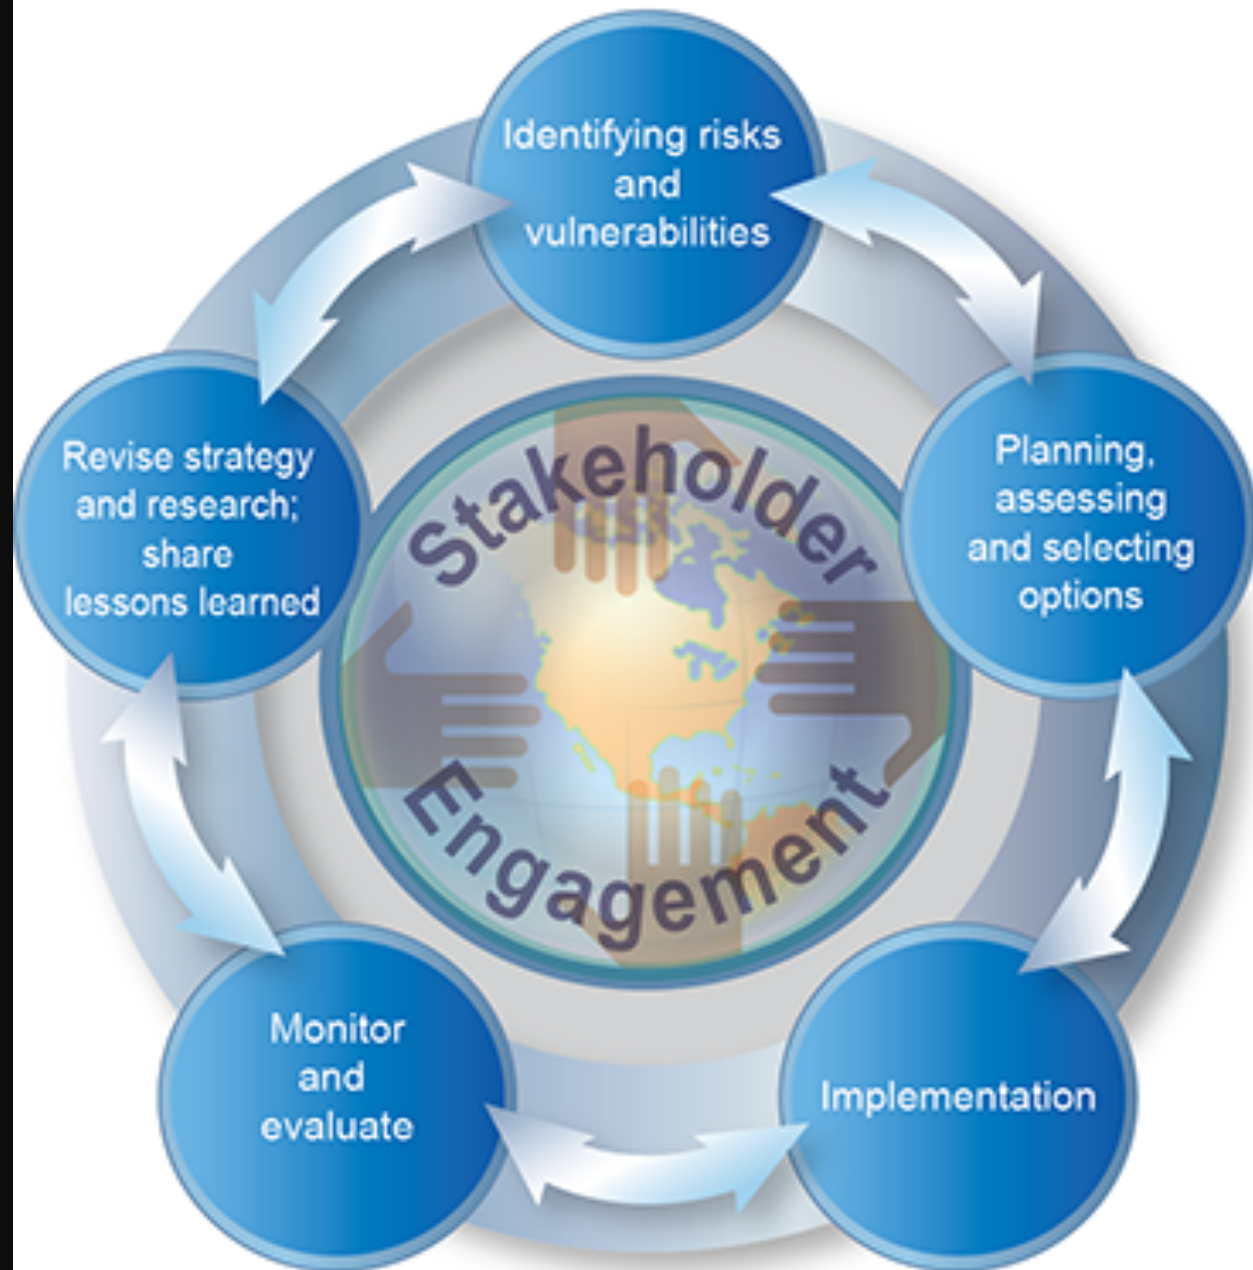 Identifying risks
and
vulnerabilities
Planning,
assessing
and selecting
options
Implementation
Monitor
and
evaluate
Revise strategy
and research;
share
lessons learned
Stakeholder
Engagement